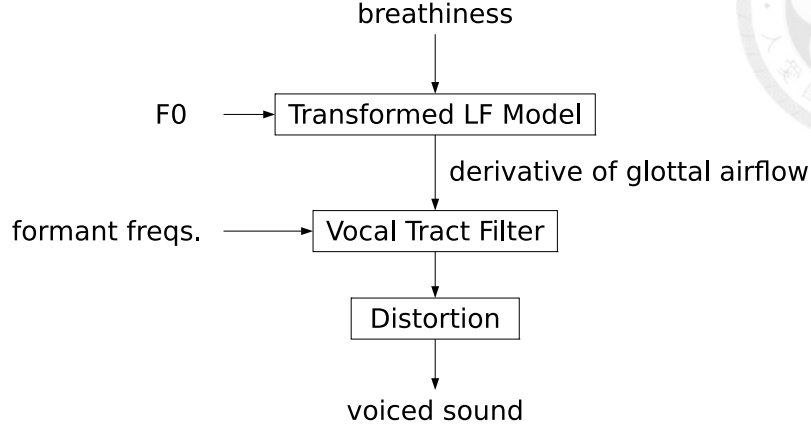 breathiness
F0
Transformed LF Model
derivative of glottal airflow
formant freqs.
Vocal Tract Filter
Distortion
voiced sound